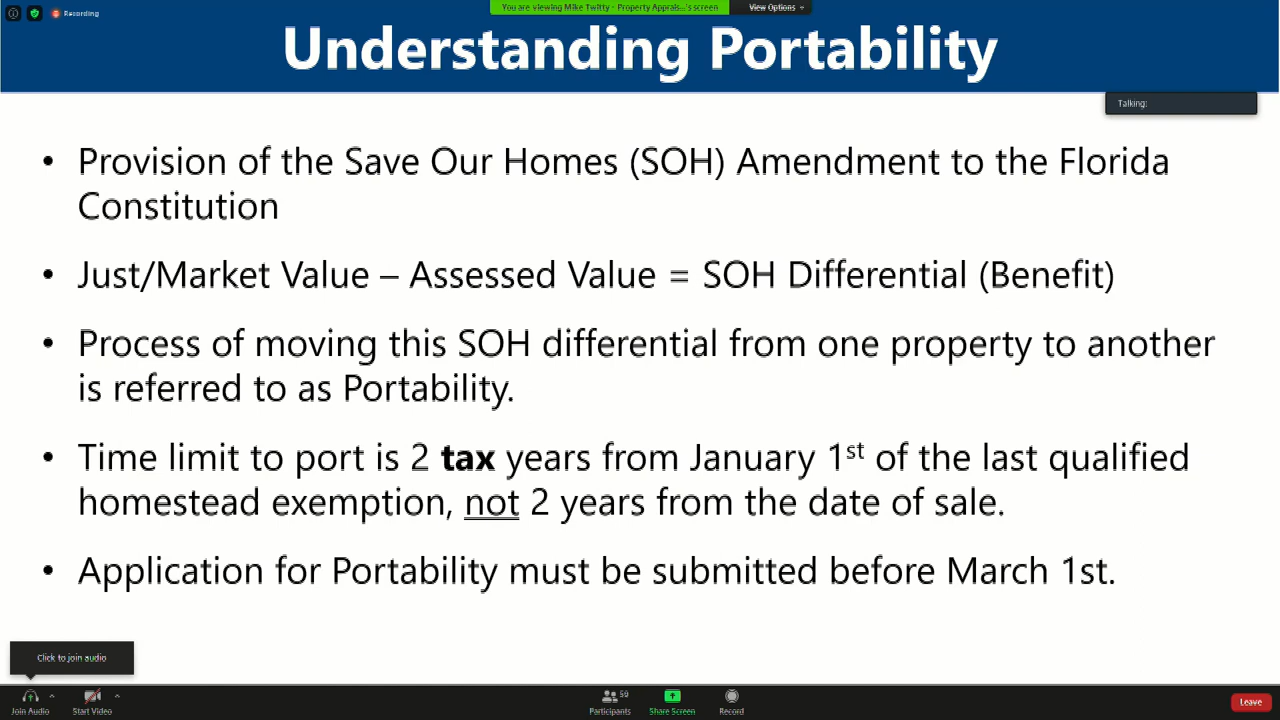 Recording
You are viewing Mike Twitty - Property Apprais...'s screen
View Options
Understanding Portability
Talking:
• Provision of the Save Our Homes (SOH) Amendment to the Florida
Constitution
• Just/Market Value – Assessed Value = SOH Differential (Benefit)
• Process of moving this SOH differential from one property to another
is referred to as Portability.
• Time limit to port is 2 tax years from January 1st of the last qualified
homestead exemption, not 2 years from the date of sale.
• Application for Portability must be submitted before March 1st.
Click to join audio
Join Audio
Start Video
59
Participants
Share Screen
Record
Leave